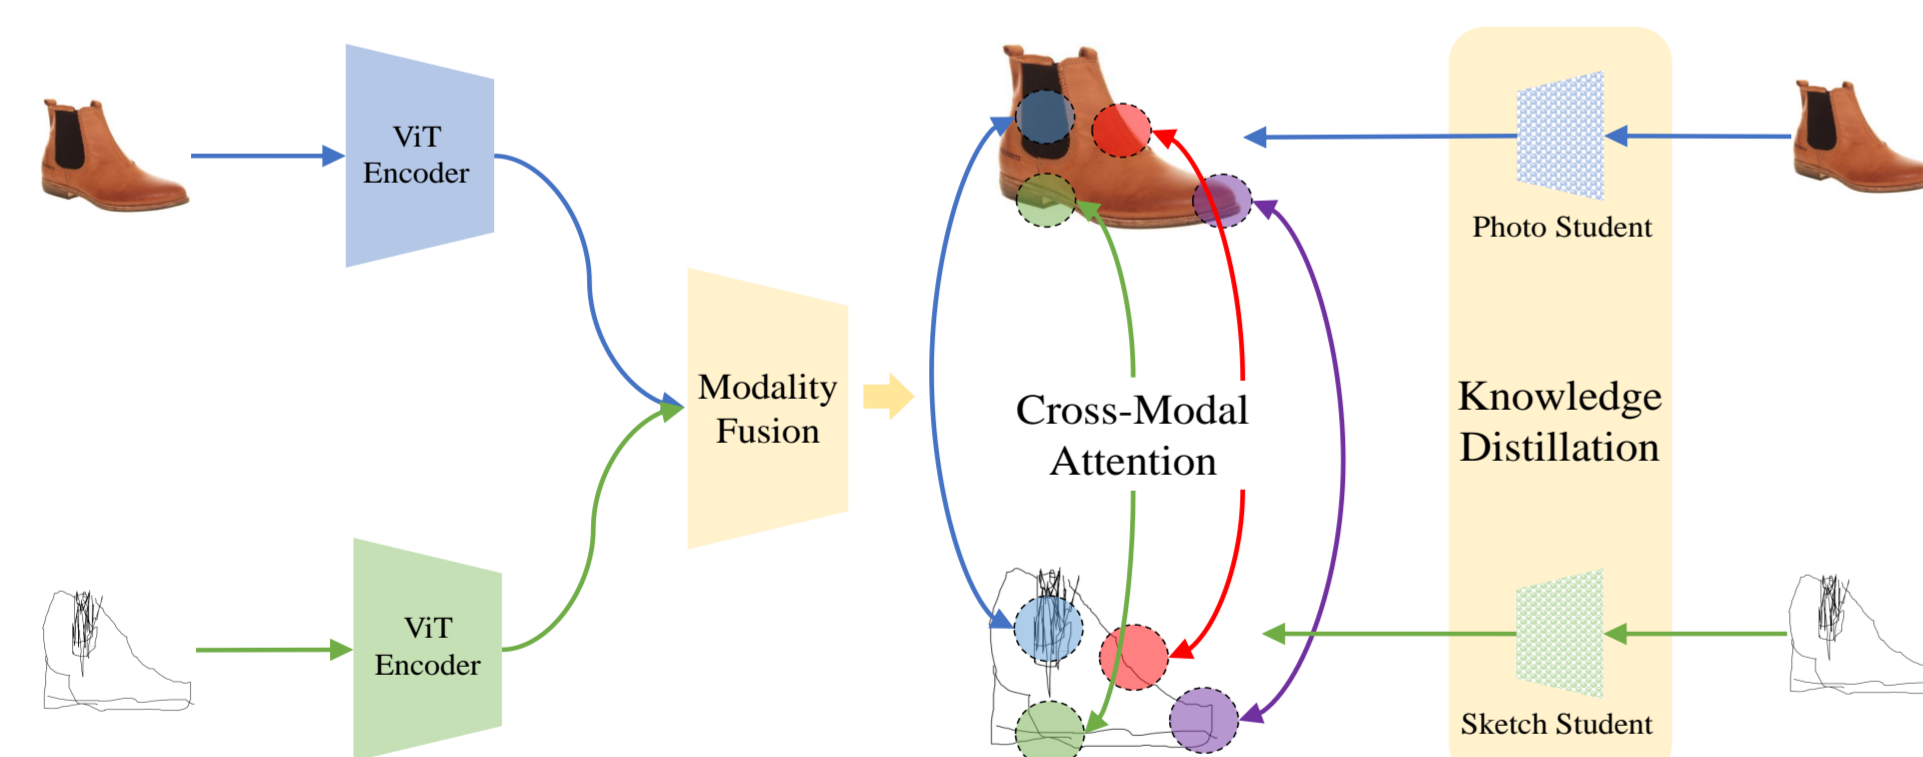 ViT
Encoder
Photo Student
Modality
Fusion
Cross-Modal
Attention
Knowledge
Distillation
ViT
Encoder
Sketch Student